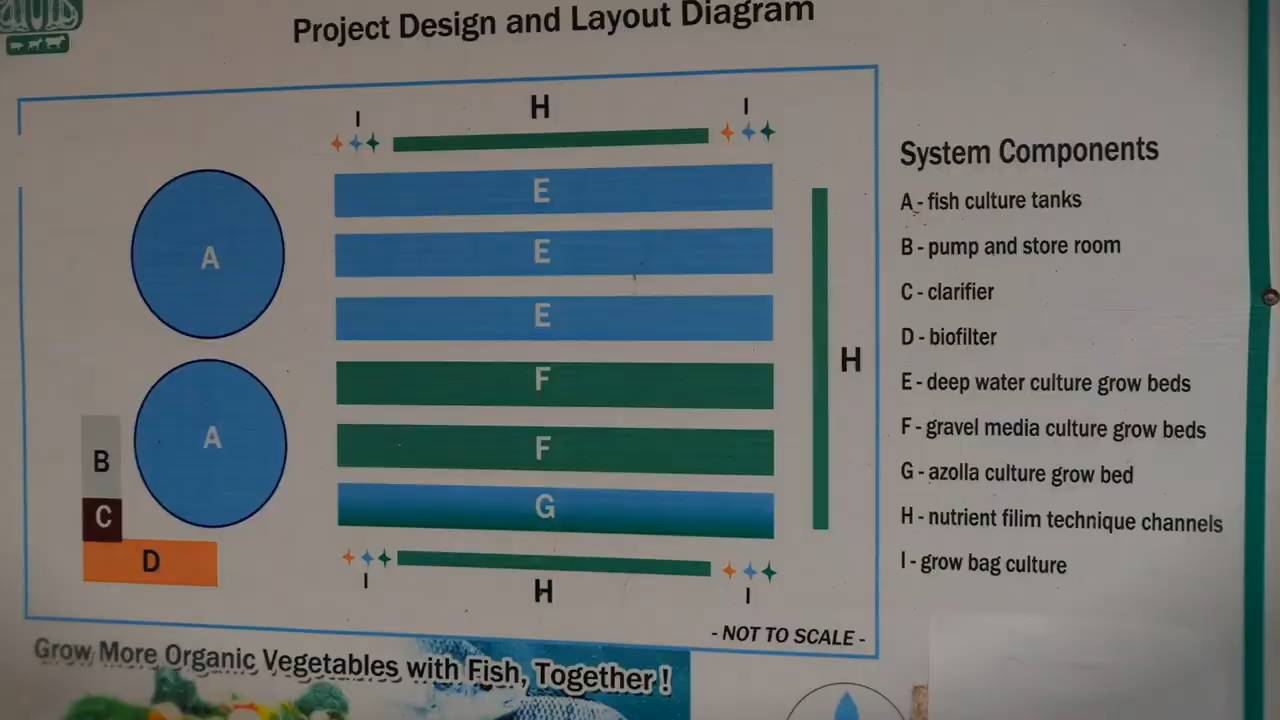 Project Design and Layout Diagram
I H I
E
E
E
F
F
G
H
A
A
B
C
D
I H I
- NOT TO SCALE -
System Components
A - fish culture tanks
B - pump and store room
C - clarifier
D - biofilter
E - deep water culture grow beds
F - gravel media culture grow beds
G - azolla culture grow bed
H - nutrient filim technique channels
I - grow bag culture
Grow More Organic Vegetables with Fish, Together !